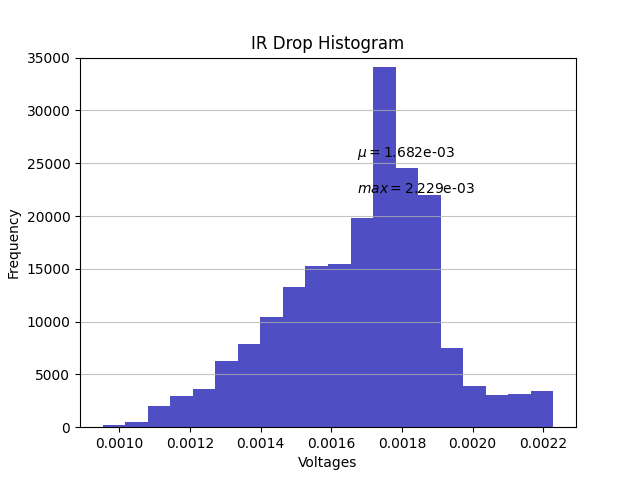 IR Drop Histogram
35000
30000
25000
20000
15000
10000
5000
0
Frequency
μ = 1.682e-03
max = 2.229e-03
0.0010 0.0012 0.0014 0.0016 0.0018 0.0020 0.0022
Voltages